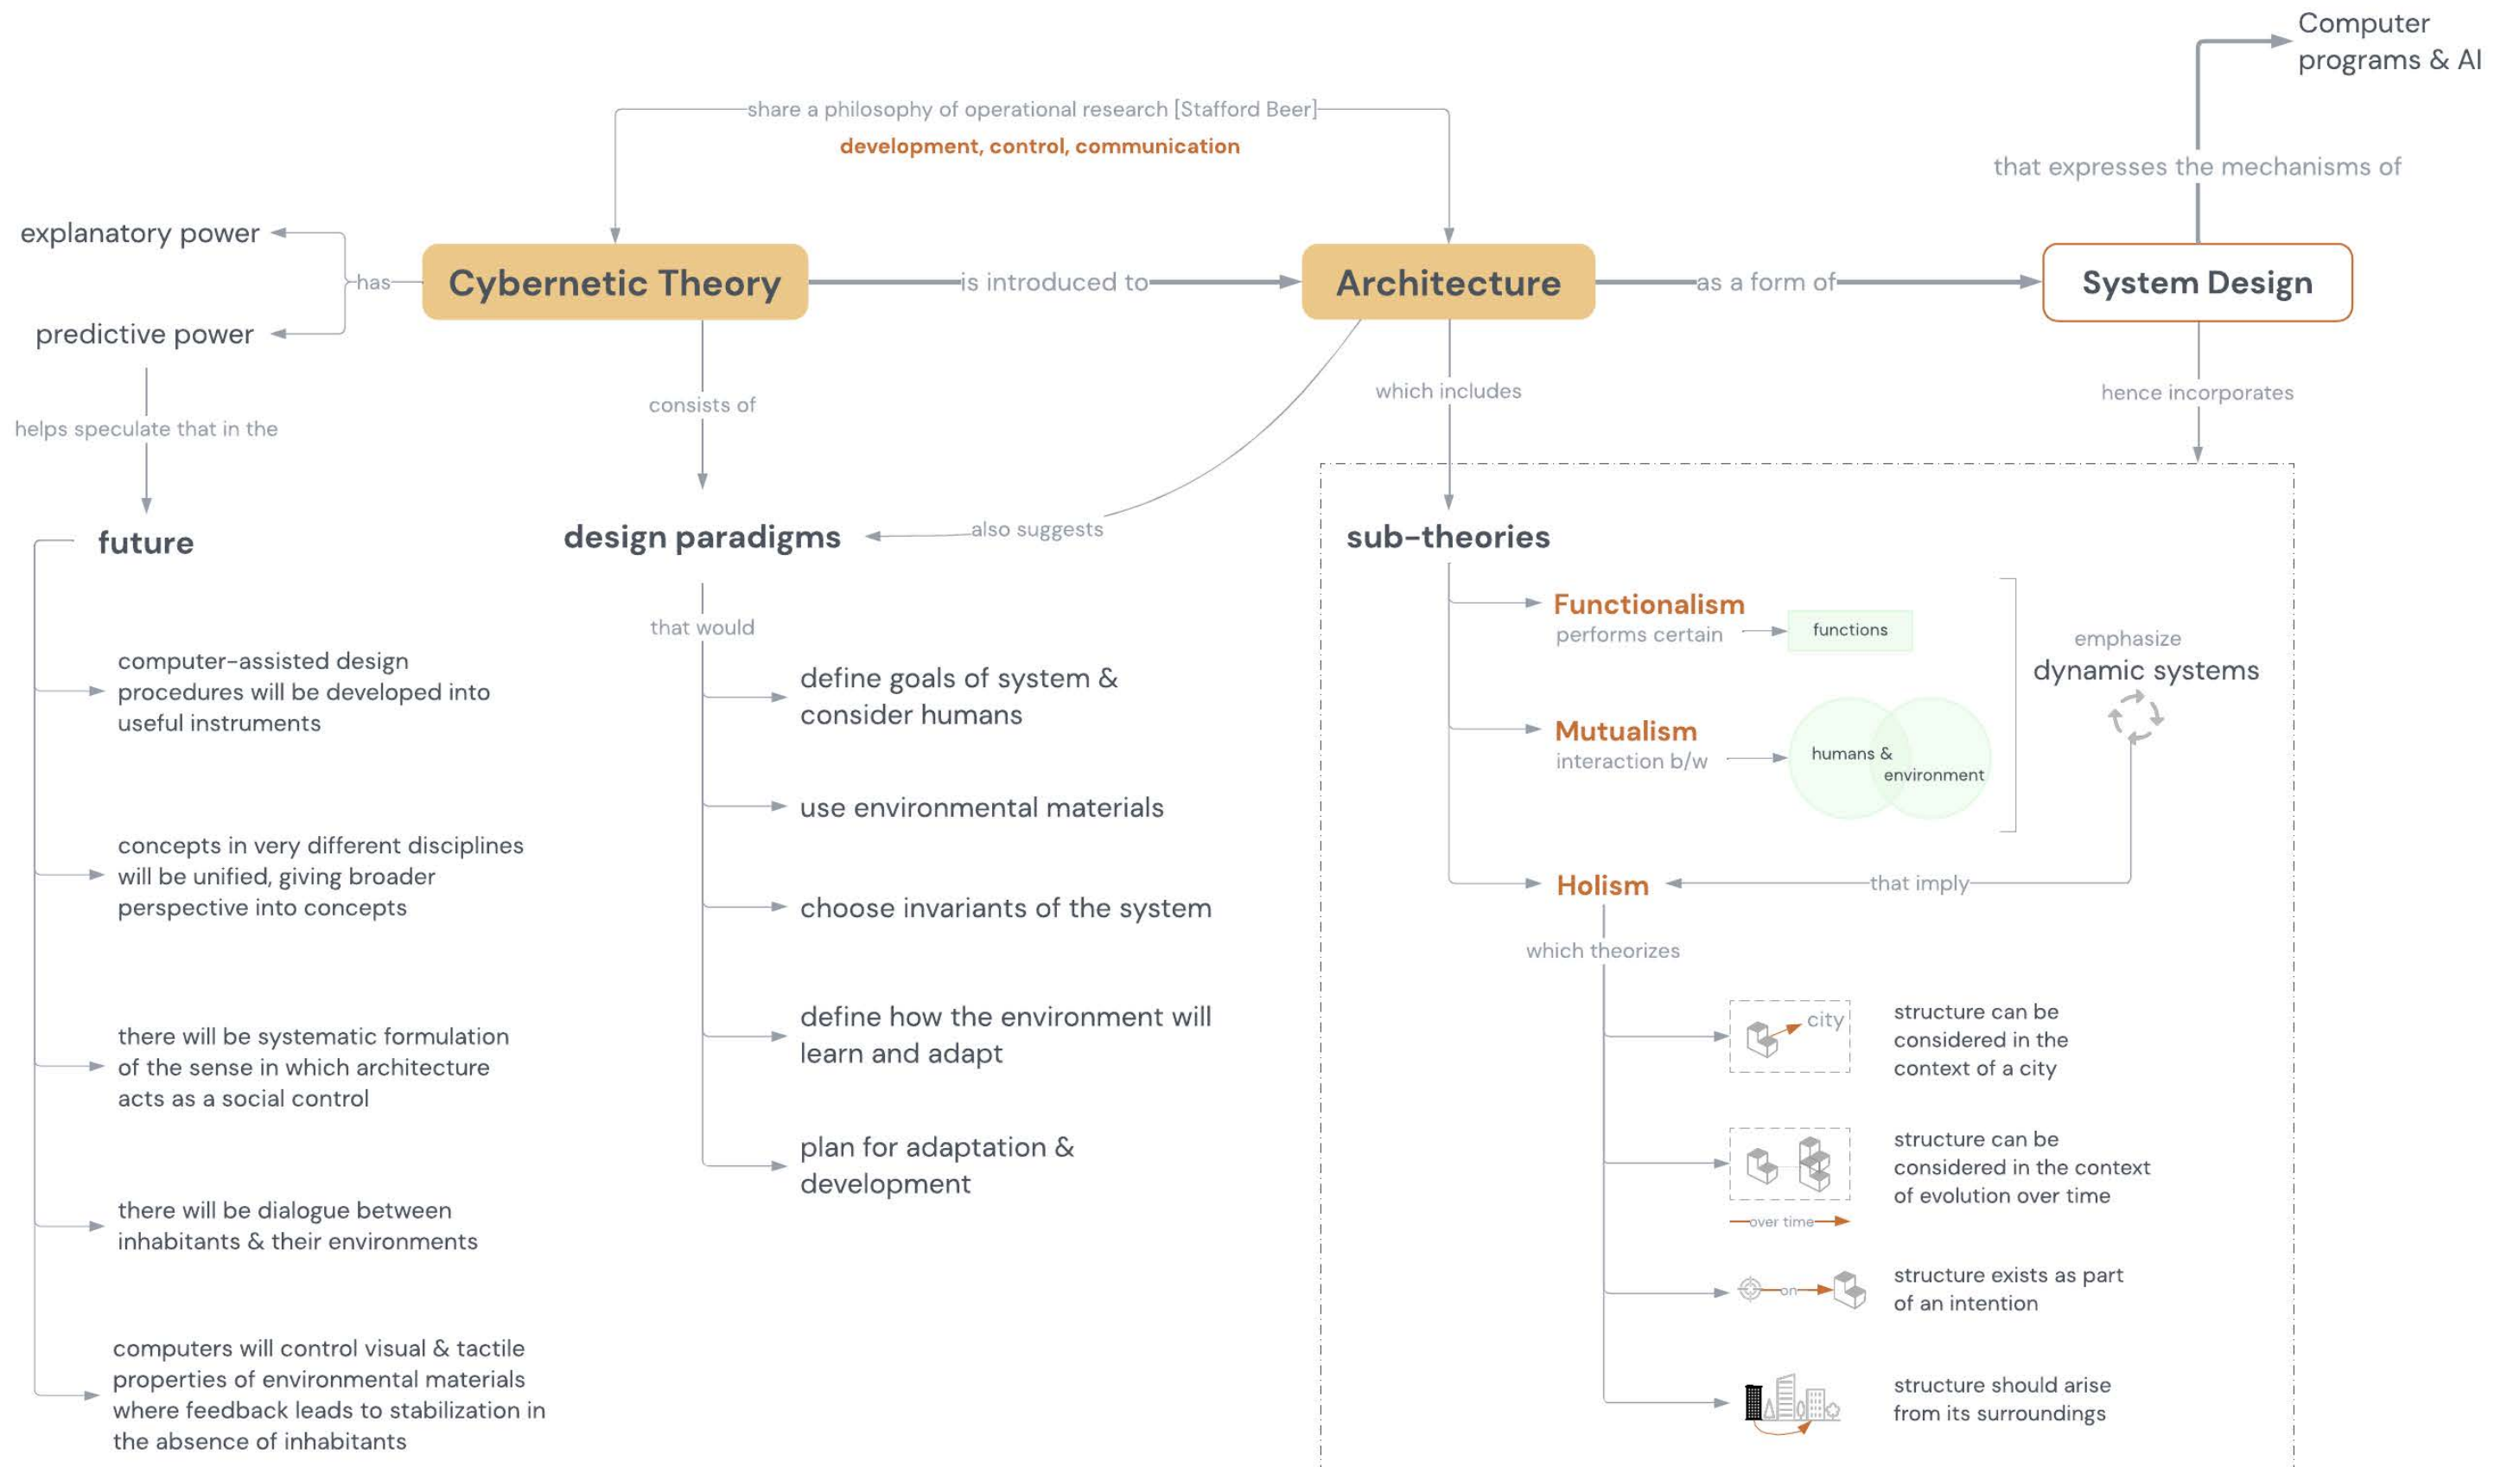 Computer
programs & AI
share a philosophy of operational research [Stafford Beer]
development, control, communication
that expresses the mechanisms of
explanatory power
has
predictive power
Cybernetic Theory
is introduced to
Architecture
as a form of
System Design
helps speculate that in the
consists of
which includes
hence incorporates
future
computer-assisted design
procedures will be developed into
useful instruments
concepts in very different disciplines
will be unified, giving broader
perspective into concepts
there will be systematic formulation
of the sense in which architecture
acts as a social control
there will be dialogue between
inhabitants & their environments
computers will control visual & tactile
properties of environmental materials
where feedback leads to stabilization in
the absence of inhabitants
design paradigms
also suggests
that would
define goals of system &
consider humans
use environmental materials
choose invariants of the system
define how the environment will
learn and adapt
plan for adaptation &
development
sub-theories
Functionalism
performs certain
functions
Mutualism
interaction b/w
humans &
environment
emphasize
dynamic systems
Holism
that imply
which theorizes
city
structure can be
considered in the
context of a city
structure can be
considered in the context
of evolution over time
over time
on
structure exists as part
of an intention
structure should arise
from its surroundings